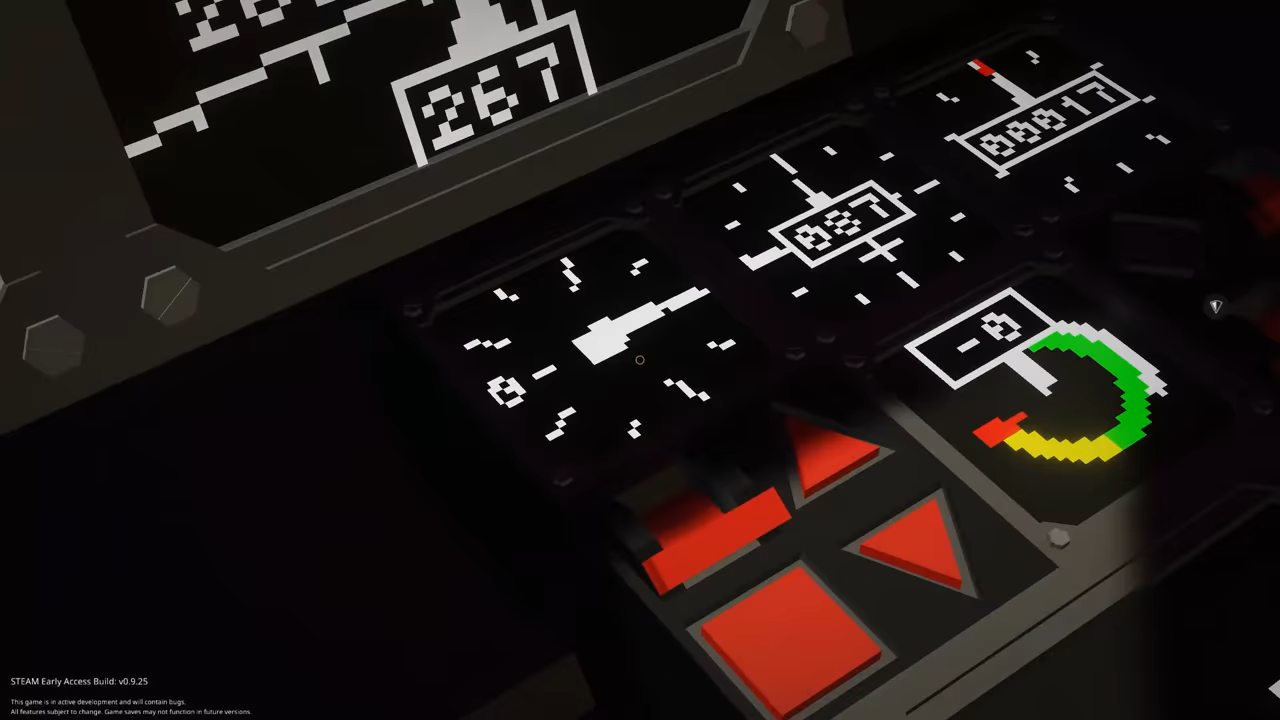 267
00017
087
-0
0
STEAM Early Access Build: v0.9.25
This game is in active development and will contain bugs.
All features subject to change. Game saves may not function in future versions.